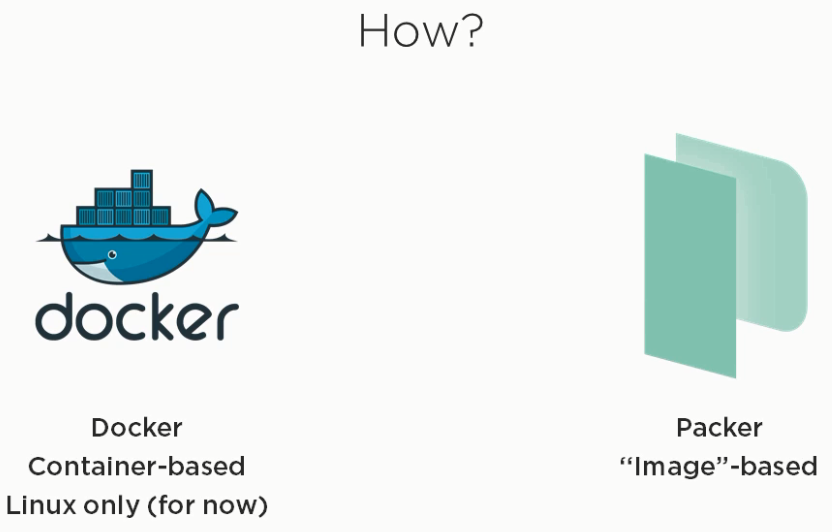 How?
docker
Docker
Container-based
Linux only (for now)
Packer
“Image”-based